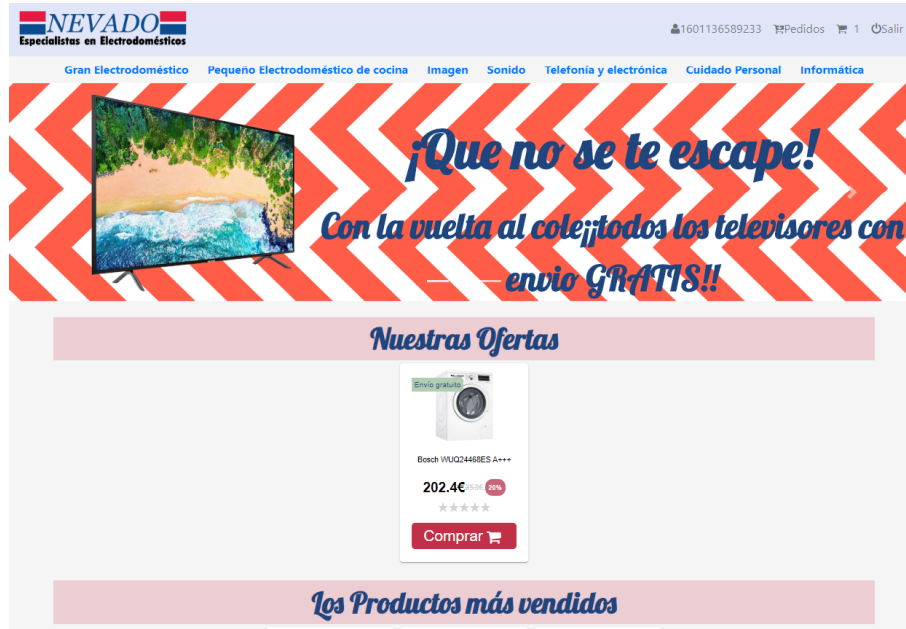 NEVADO
Especialistas en Electrodomésticos
1601136589233 Pedidos 1 Salir
Gran Electrodoméstico Pequeño Electrodoméstico de cocina Imagen Sonido Telefonía y electrónica Cuidado Personal Informática
¡Que no se te escape!
Con la vuelta al cole¡¡todos los televisores con
envio GRATIS!!
Nuestras Ofertas
Envío gratuito
Bosch WUQ24468ES A+++
202.4€ 20%
Comprar
Los Productos más vendidos